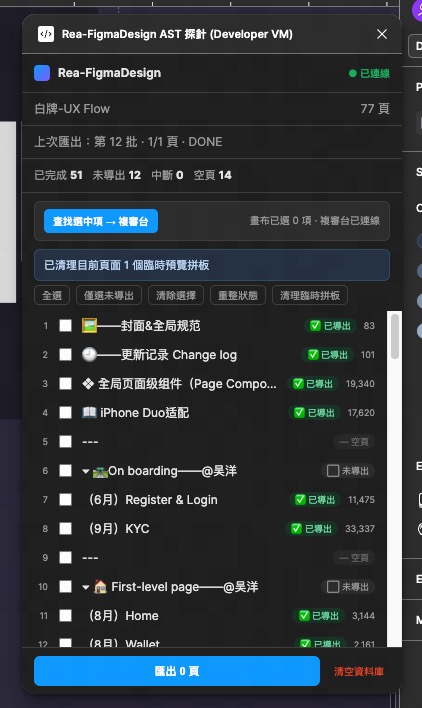 Rea-FigmaDesign AST 探針 (Developer VM)
Rea-FigmaDesign 已連線
白牌-UX Flow 77 頁
上次匯出：第 12 批 · 1/1 頁 · DONE
已完成 51 未導出 12 中斷 0 空頁 14
查找選中項 → 複審台 畫布已選 0 項 · 複審台已連線
已清理目前頁面 1 個臨時預覽拼板
全選 僅選未導出 清除選擇 重整狀態 清理臨時拼板
1 ——封面&全局规范 已導出 83
2 ——更新记录 Change log 已導出 101
3 全局页面级组件（Page Compo... 已導出 19,340
4 iPhone Duo适配 已導出 17,620
5 --- — 空頁
6 On boarding——@吴洋 未導出
7 （6月）Register & Login 已導出 11,475
8 （9月）KYC 已導出 33,337
9 --- — 空頁
10 First-level page——@吴洋 未導出
11 （8月）Home 已導出 3,144
12 （8月）Wallet 已導出 2,161
匯出 0 頁 清空資料庫